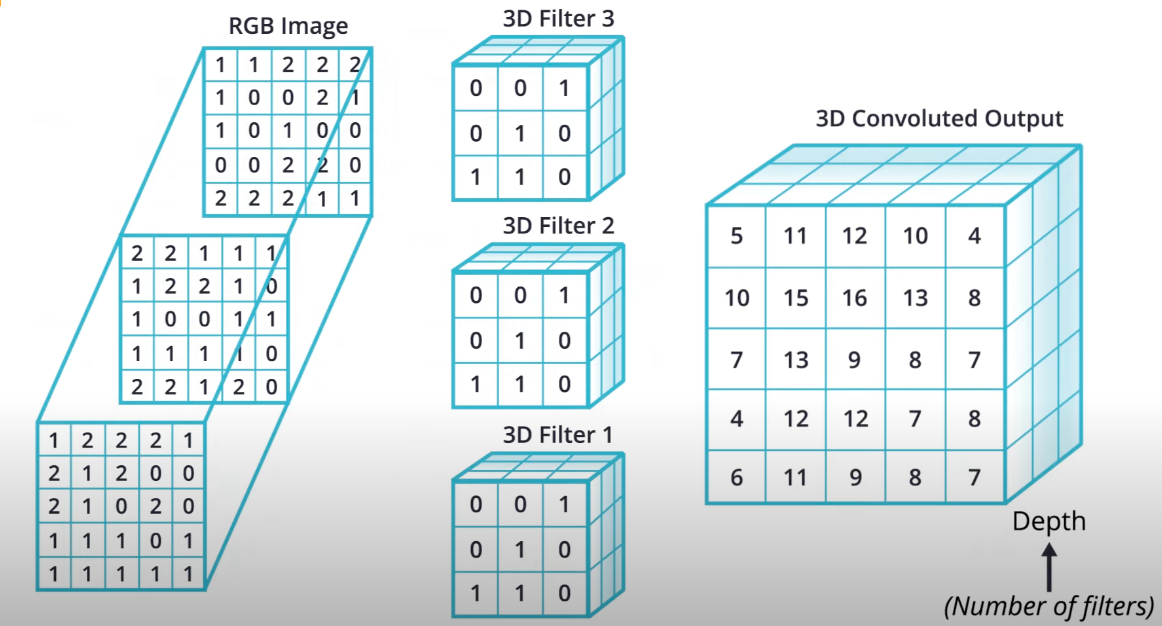 RGB Image
1 1 2 2 2
1 0 0 2 1
1 0 1 0 0
0 0 2 2 0
2 2 2 1 1
2 2 1 1 1
1 2 2 1 0
1 0 0 1 1
1 1 1 1 0
2 2 1 2 0
1 2 2 2 1
2 1 2 0 0
2 1 0 2 0
1 1 1 0 1
1 1 1 1 1
3D Filter 3
0 0 1
0 1 0
1 1 0
3D Filter 2
0 0 1
0 1 0
1 1 0
3D Filter 1
0 0 1
0 1 0
1 1 0
3D Convoluted Output
5 11 12 10 4
10 15 16 13 8
7 13 9 8 7
4 12 12 7 8
6 11 9 8 7
Depth
(Number of filters)